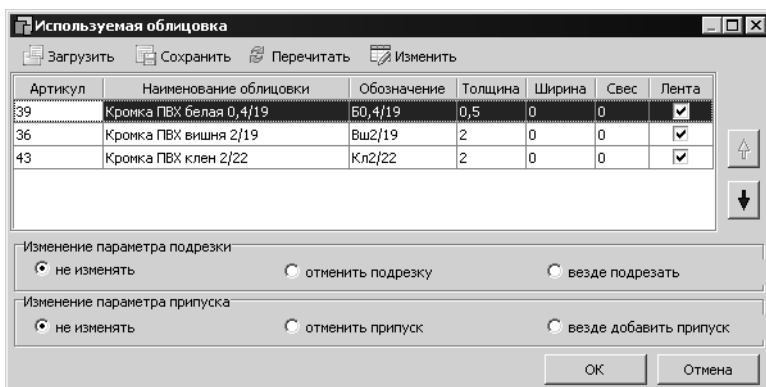 Используемая облицовка
Загрузить Сохранить Перечитать Изменить
Артикул Наименование облицовки Обозначение Толщина Ширина Свес Лента
39 Кромка ПВХ белая 0,4/19 Б0,4/19 0,5 0 0
36 Кромка ПВХ вишня 2/19 Вш2/19 2 0 0
43 Кромка ПВХ клен 2/22 Кл2/22 2 0 0
Изменение параметра подрезки
не изменять отменить подрезку везде подрезать
Изменение параметра припуска
не изменять отменить припуск везде добавить припуск
ОК Отмена